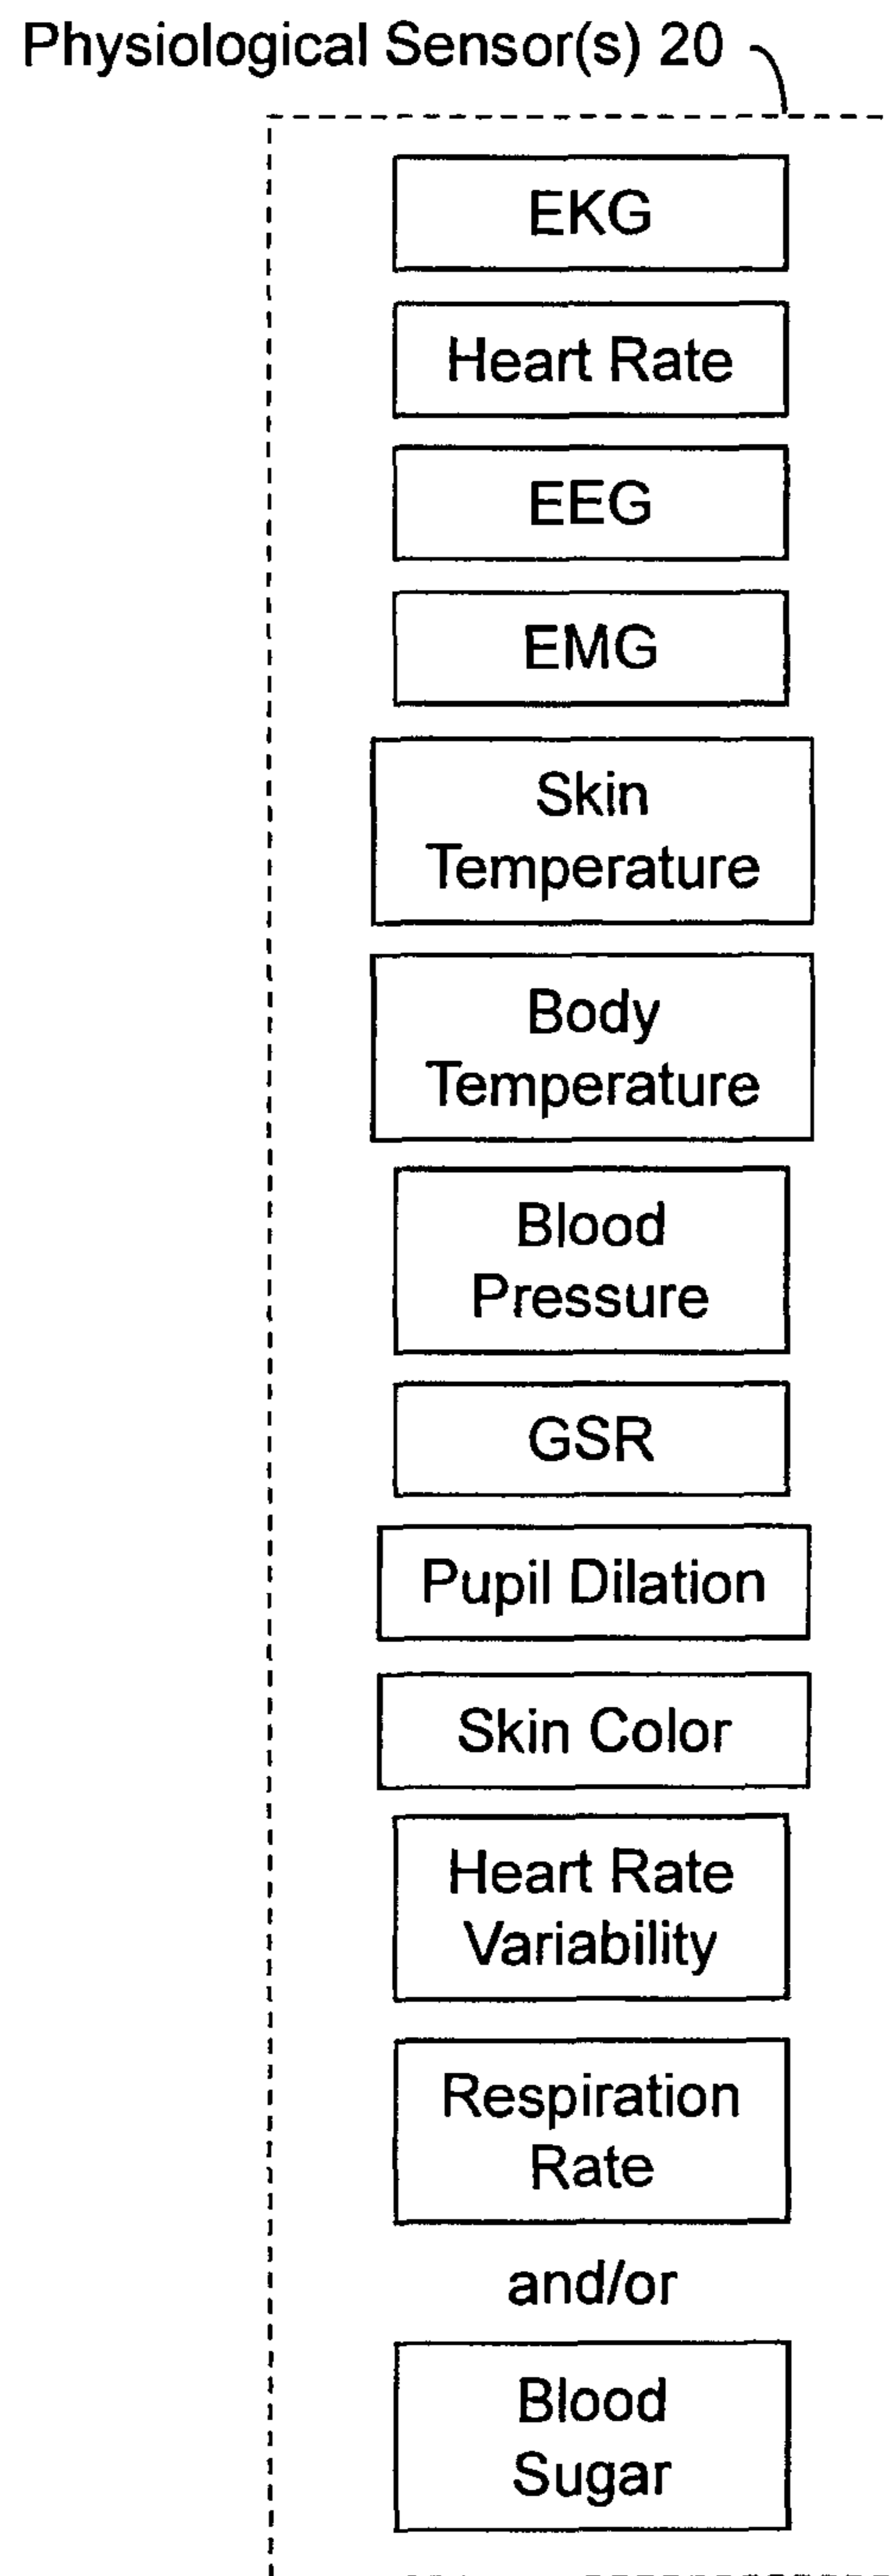 Physiological Sensor(s) 20
EKG
Heart Rate
EEG
EMG
Skin
Temperature
Body
Temperature
Blood
Pressure
GSR
Pupil Dilation
Skin Color
Heart Rate
Variability
Respiration
Rate
and/or
Blood
Sugar